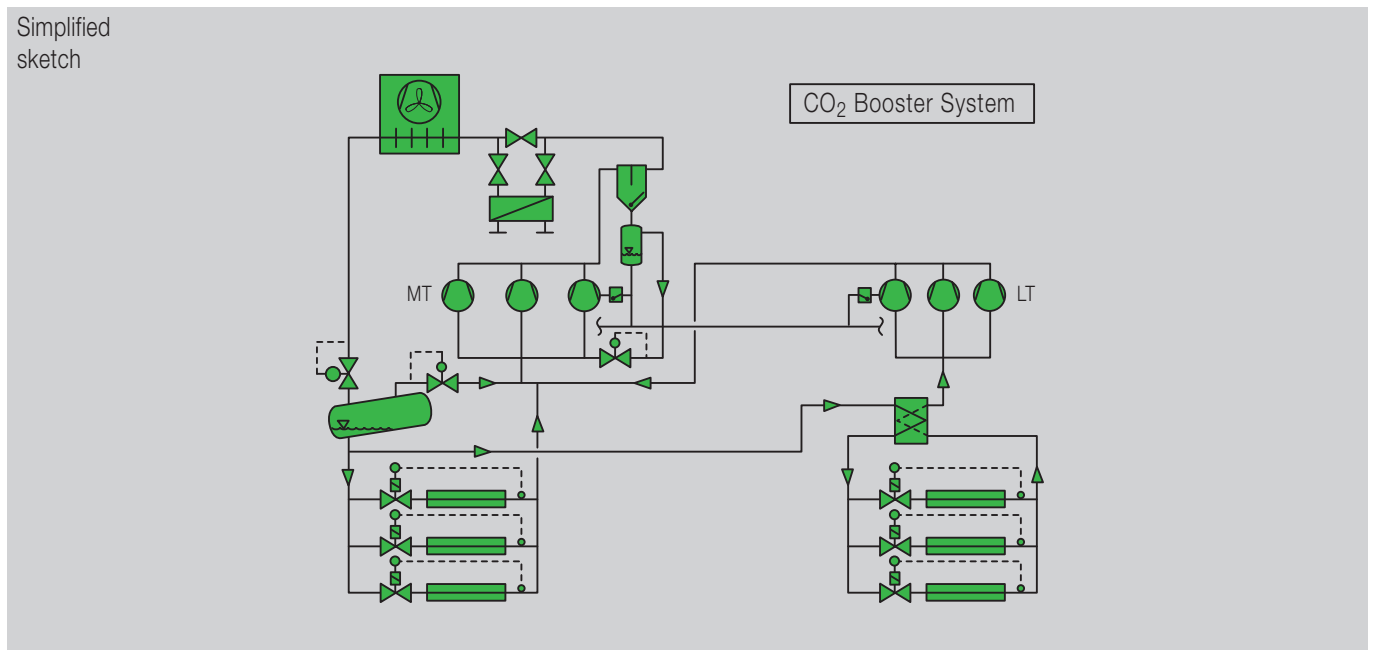 Simplified
sketch
CO₂ Booster System
MT
LT